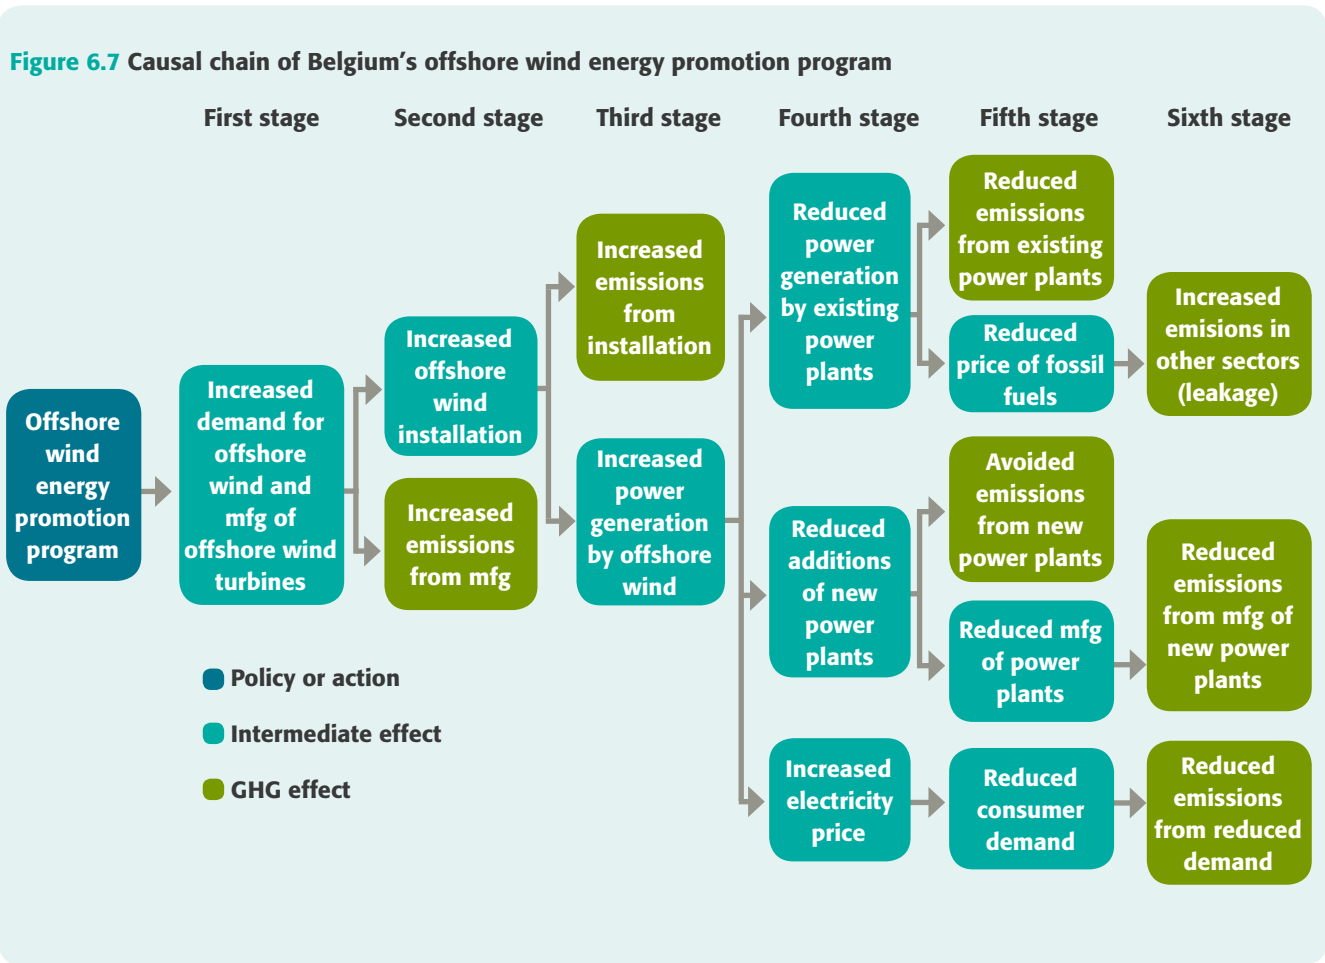 Figure 6.7 Causal chain of Belgium's offshore wind energy promotion program
First stage
Second stage
Third stage
Fourth stage
Fifth stage
Sixth stage
Offshore
wind
energy
promotion
program
Increased
demand for
offshore
wind and
mfg of
offshore wind
turbines
Increased
offshore
wind
installation
Increased
emissions
from mfg
Increased
emissions
from
installation
Increased
power
generation
by offshore
wind
Reduced
power
generation
by existing
power
plants
Reduced
additions
of new
power
plants
Increased
electricity
price
Reduced
emissions
from existing
power plants
Reduced
price of fossil
fuels
Avoided
emissions
from new
power plants
Reduced mfg
of power
plants
Reduced
consumer
demand
Increased
emisions in
other sectors
(leakage)
Reduced
emissions
from mfg of
new power
plants
Reduced
emissions
from reduced
demand
Policy or action
Intermediate effect
GHG effect